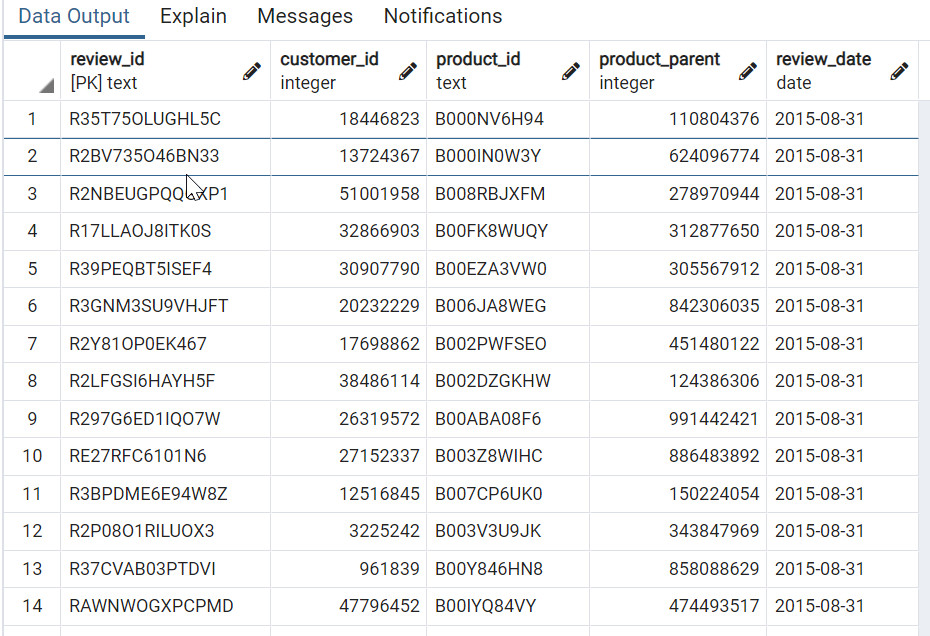 Data Output Explain Messages Notifications
review_id customer_id product_id product_parent review_date
[PK] text integer text integer date
1 R35T75OLUGHL5C 18446823 B000NV6H94 110804376 2015-08-31
2 R2BV735O46BN33 13724367 B000IN0W3Y 624096774 2015-08-31
3 51001958 B008RBJXFM 278970944 2015-08-31
4 R17LLAOJ8ITK0S 32866903 B00FK8WUQY 312877650 2015-08-31
5 R39PEQBT5ISEF4 30907790 B00EZA3VW0 305567912 2015-08-31
6 R3GNM3SU9VHJFT 20232229 B006JA8WEG 842306035 2015-08-31
7 R2Y81OP0EK467 17698862 B002PWFSEO 451480122 2015-08-31
8 R2LFGSI6HAYH5F 38486114 B002DZGKHW 124386306 2015-08-31
9 R297G6ED1IQO7W 26319572 B00ABA08F6 991442421 2015-08-31
10 RE27RFC6101N6 27152337 B003Z8WIHC 886483892 2015-08-31
11 R3BPDME6E94W8Z 12516845 B007CP6UK0 150224054 2015-08-31
12 R2P08O1RILUOX3 3225242 B003V3U9JK 343847969 2015-08-31
13 R37CVAB03PTDVI 961839 B00Y846HN8 858088629 2015-08-31
14 RAWNWOGXPCPMD 47796452 B00IYQ84VY 474493517 2015-08-31